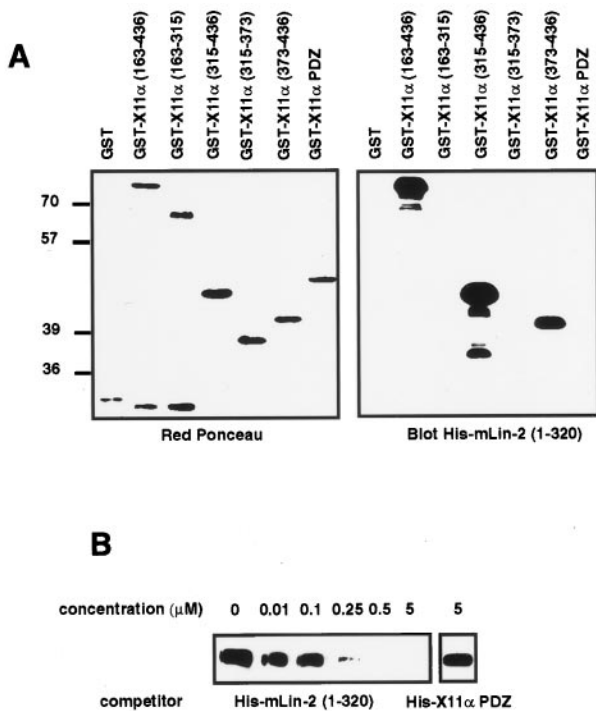 A
GST
GST-X11α (163-436)
GST-X11α (163-315)
GST-X11α (315-436)
GST-X11α (315-373)
GST-X11α (373-436)
GST-X11α PDZ
GST
GST-X11α (163-436)
GST-X11α (163-315)
GST-X11α (315-436)
GST-X11α (315-373)
GST-X11α (373-436)
GST-X11α PDZ
70
57
39
36
Red Ponceau
Blot His-mLin-2 (1-320)
B
concentration (μM) 0 0.01 0.1 0.25 0.5 5 5
competitor His-mLin-2 (1-320) His-X11α PDZ